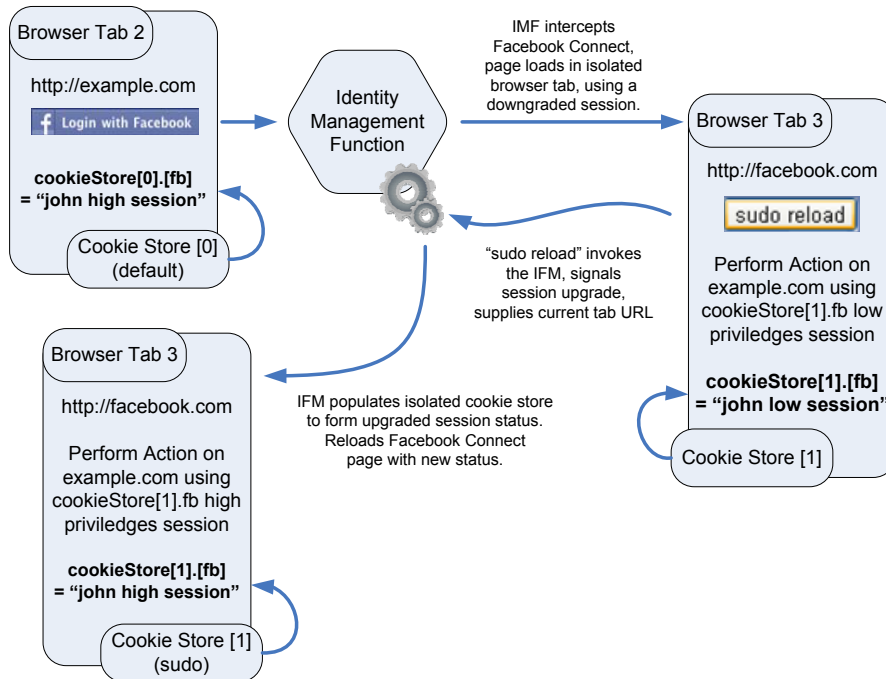 Browser Tab 2
http://example.com
f Login with Facebook
cookieStore[0].[fb]
= “john high session”
Cookie Store [0]
(default)
Identity
Management
Function
IMF intercepts
Facebook Connect,
page loads in isolated
browser tab, using a
downgraded session.
Browser Tab 3
http://facebook.com
sudo reload
Perform Action on
example.com using
cookieStore[1].fb low
priviledges session
cookieStore[1].[fb]
= “john low session”
Cookie Store [1]
“sudo reload” invokes
the IFM, signals
session upgrade,
supplies current tab URL
IFM populates isolated cookie store
to form upgraded session status.
Reloads Facebook Connect
page with new status.
Browser Tab 3
http://facebook.com
Perform Action on
example.com using
cookieStore[1].fb high
priviledges session
cookieStore[1].[fb]
= “john high session”
Cookie Store [1]
(sudo)